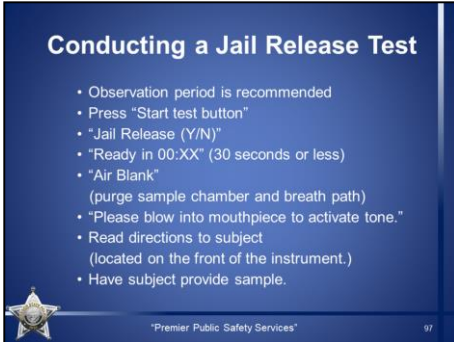 Conducting a Jail Release Test
• Observation period is recommended
• Press “Start test button”
• “Jail Release (Y/N)”
• “Ready in 00:XX” (30 seconds or less)
• “Air Blank”
(purge sample chamber and breath path)
• “Please blow into mouthpiece to activate tone.”
• Read directions to subject
(located on the front of the instrument.)
• Have subject provide sample.
“Premier Public Safety Services”
97